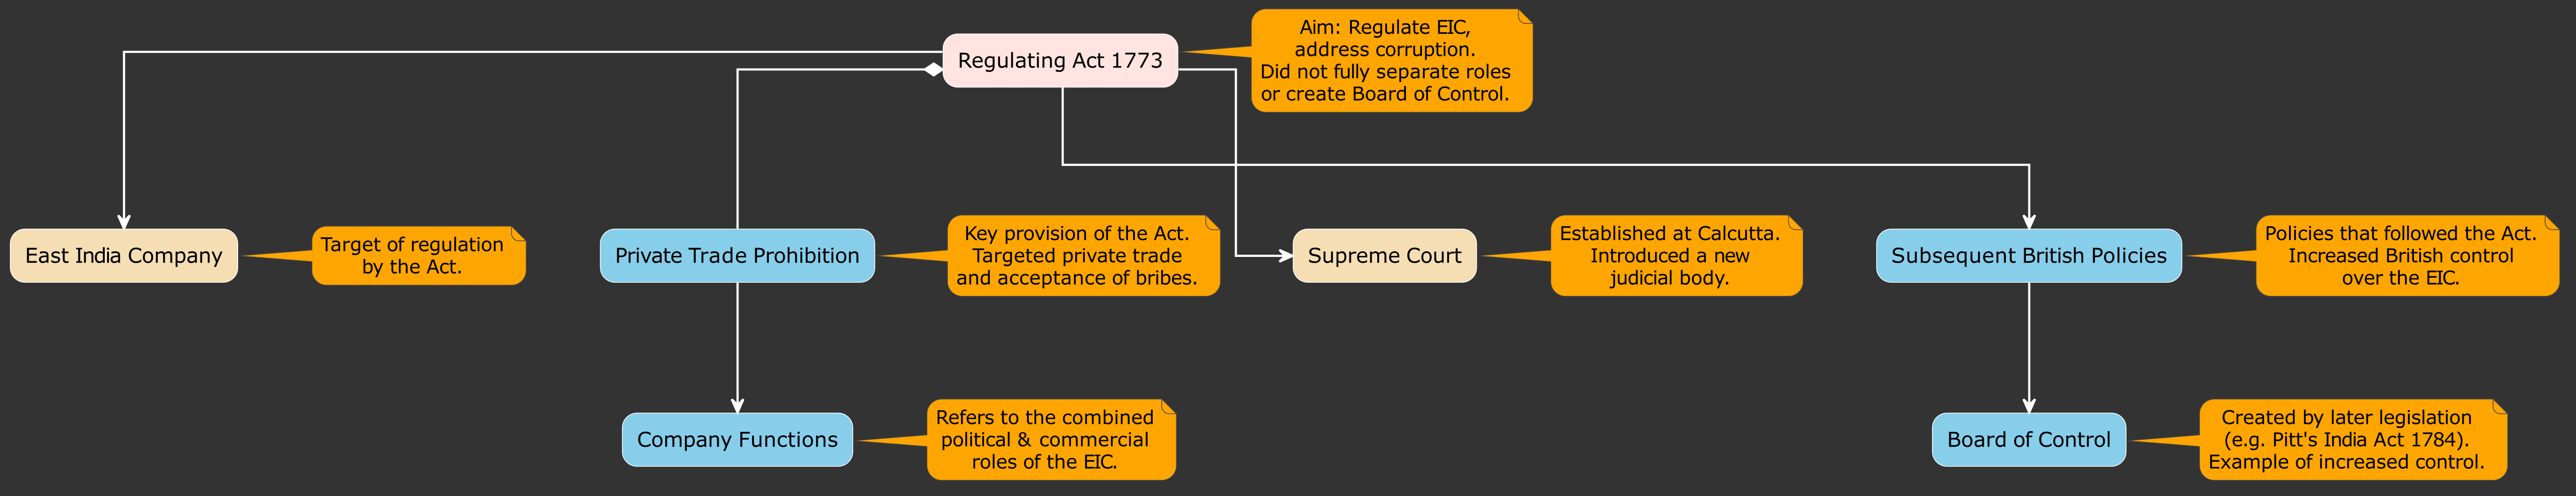 Regulating Act 1773
Aim: Regulate EIC,
address corruption.
Did not fully separate roles
or create Board of Control.
East India Company
Target of regulation
by the Act.
Private Trade Prohibition
Key provision of the Act.
Targeted private trade
and acceptance of bribes.
Supreme Court
Established at Calcutta.
Introduced a new
judicial body.
Subsequent British Policies
Policies that followed the Act.
Increased British control
over the EIC.
Company Functions
Refers to the combined
political & commercial
roles of the EIC.
Board of Control
Created by later legislation
(e.g. Pitt's India Act 1784).
Example of increased control.